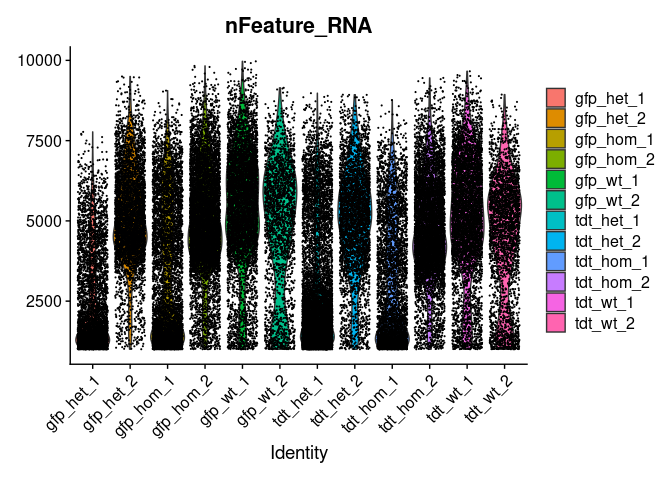 nFeature_RNA
10000
7500
5000
2500
gfp_het_1
gfp_het_2
gfp_hom_1
gfp_hom_2
gfp_wt_1
gfp_wt_2
tdt_het_1
tdt_het_2
tdt_hom_1
tdt_hom_2
tdt_wt_1
tdt_wt_2
Identity
gfp_het_1
gfp_het_2
gfp_hom_1
gfp_hom_2
gfp_wt_1
gfp_wt_2
tdt_het_1
tdt_het_2
tdt_hom_1
tdt_hom_2
tdt_wt_1
tdt_wt_2